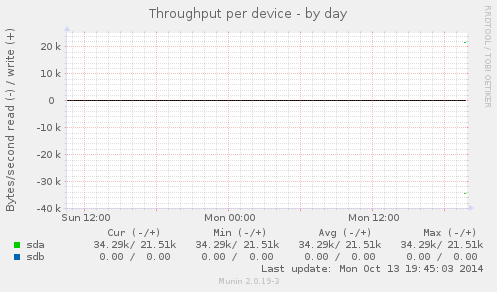 Throughput per device - by day
RRDTOOL / TOBI OETIKER
Bytes/second read (-) / write (+)
20 k
10 k
0
-10 k
-20 k
-30 k
-40 k
Sun 12:00 Mon 00:00 Mon 12:00
Cur (-/+) Min (-/+) Avg (-/+) Max (-/+)
sda 34.29k/ 21.51k 34.29k/ 21.51k 34.29k/ 21.51k 34.29k/ 21.51k
sdb 0.00 / 0.00 0.00 / 0.00 0.00 / 0.00 0.00 / 0.00
Last update: Mon Oct 13 19:45:03 2014
Munin 2.0.19-3